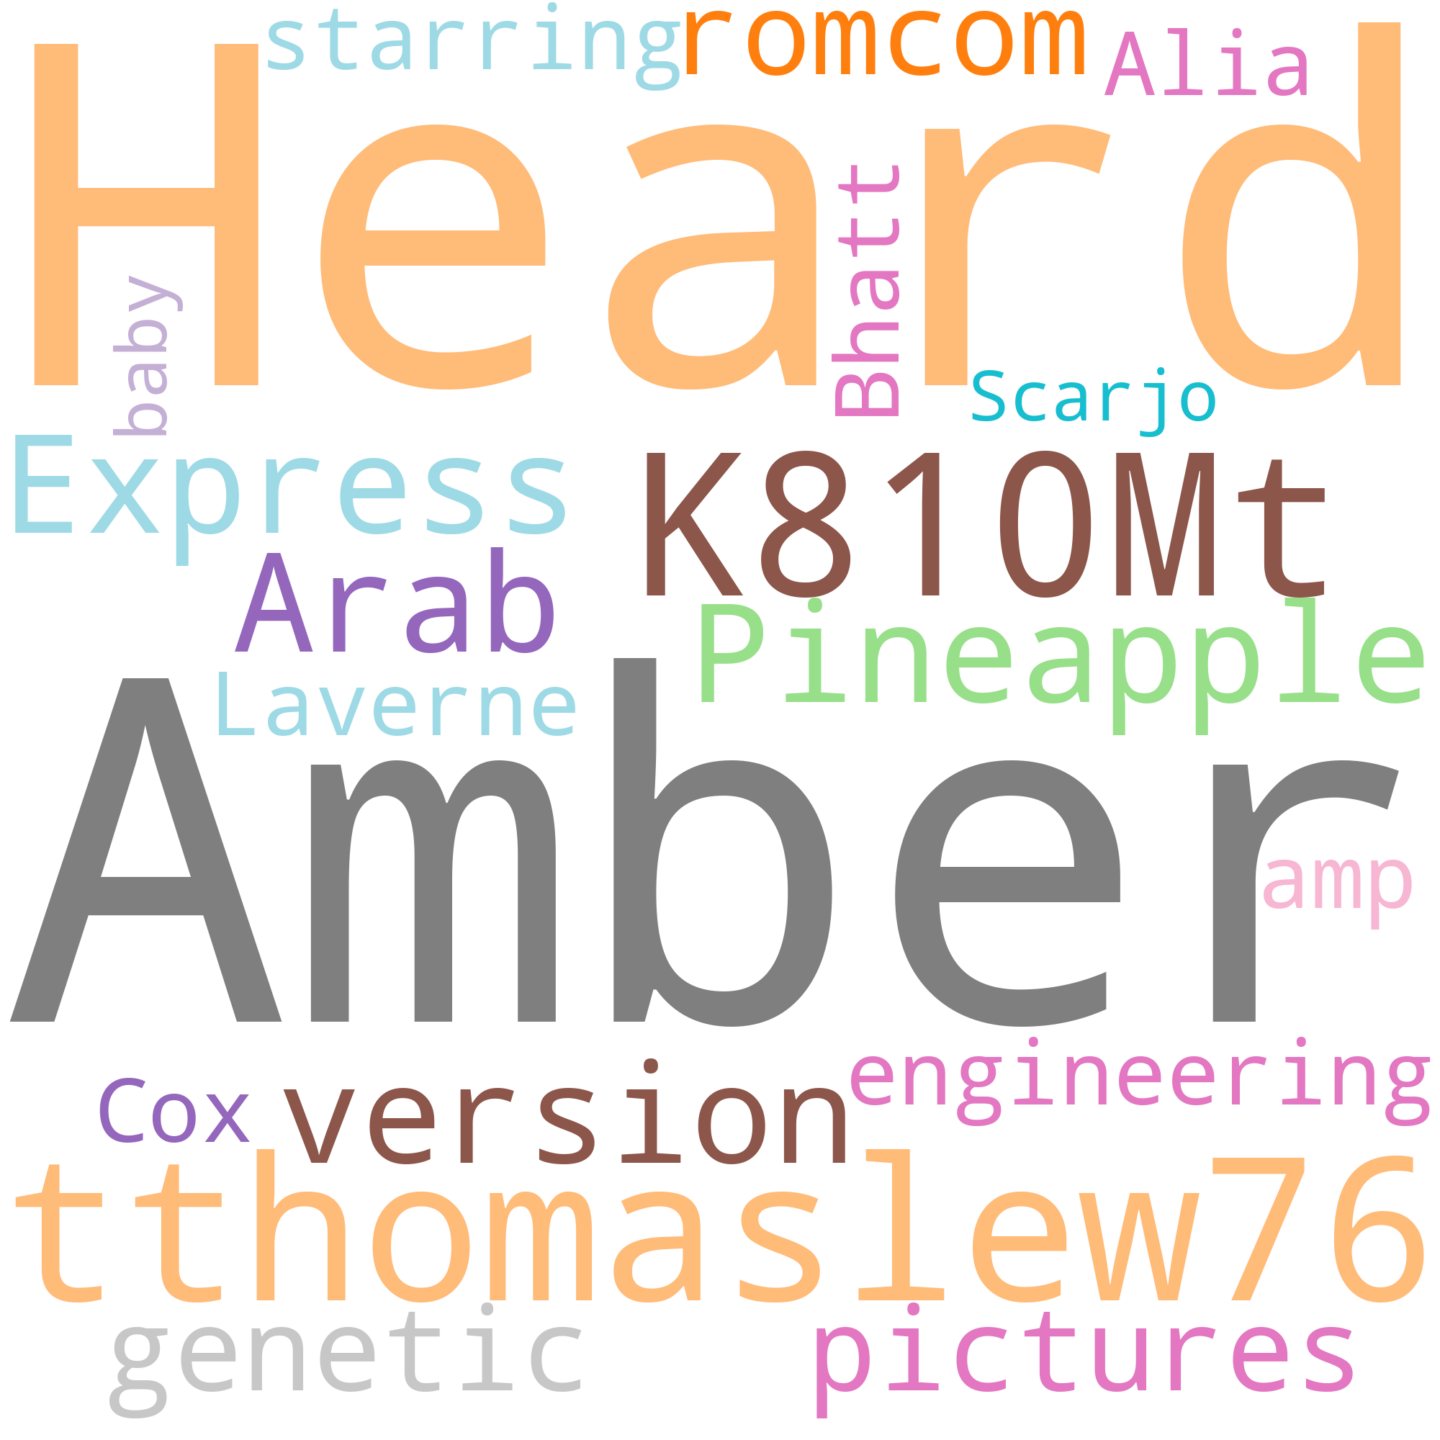 starring
romcom
Alia
Heard
Bhatt
baby
Scarjo
Express
K810Mt
Arab
Pineapple
Laverne
Amber
amp
engineering
Cox
version
tthomaslew76
genetic
pictures